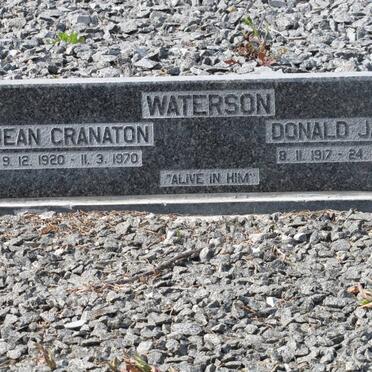 WATERSON
JEAN CRANATON
9.12.1920 - 11.3.1970
DONALD J
8.11.1917 - 24
"ALIVE IN HIM"